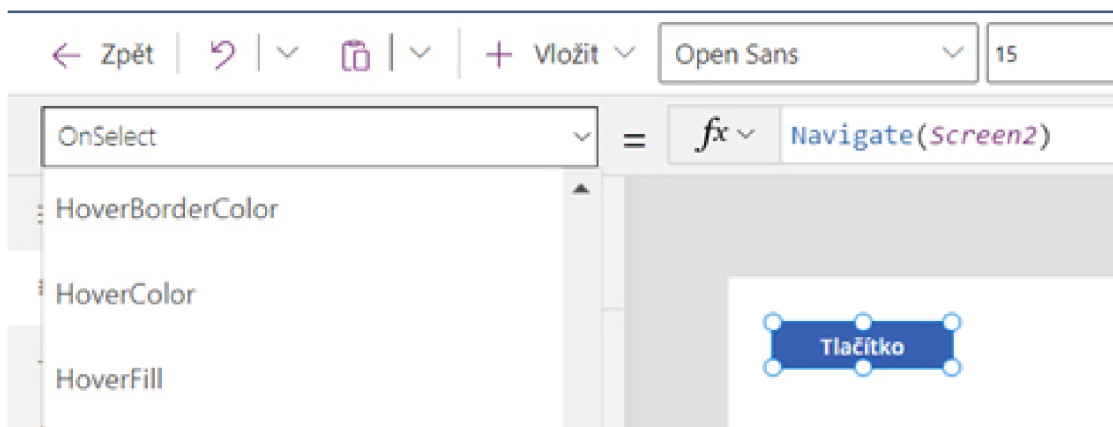 Zpět Vložit Open Sans 15
OnSelect = fx Navigate(Screen2)
HoverBorderColor
HoverColor
HoverFill
Tlačítko